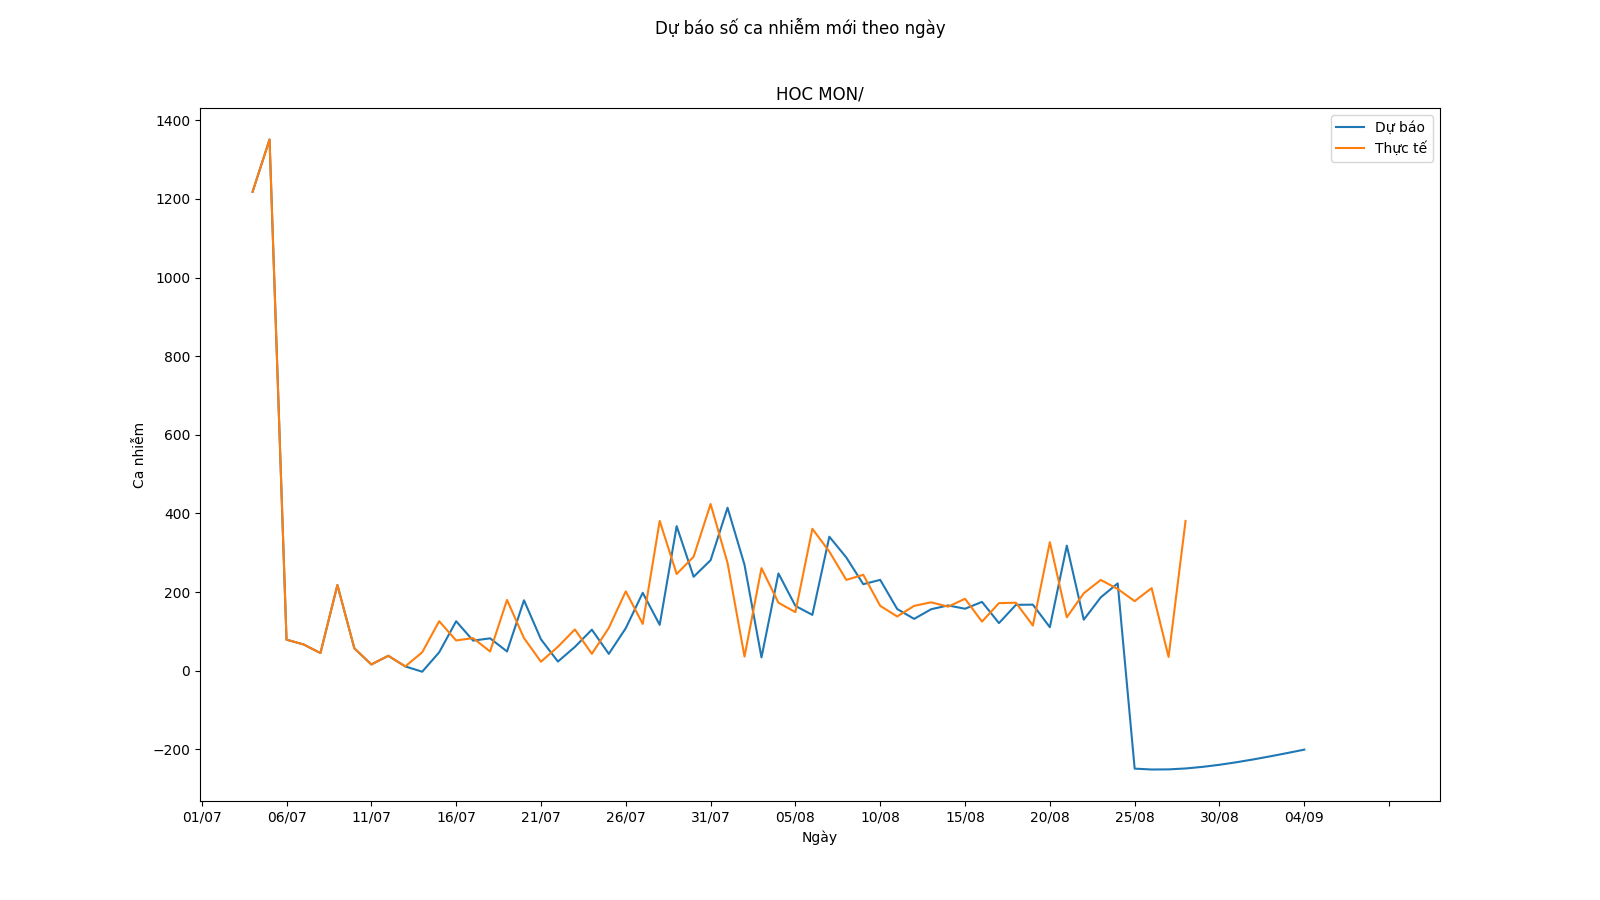 Dự báo số ca nhiễm mới theo ngày
HOC MON/
Dự báo
Thực tế
1400
1200
1000
800
600
400
200
0
−200
Ca nhiễm
01/07 06/07 11/07 16/07 21/07 26/07 31/07 05/08 10/08 15/08 20/08 25/08 30/08 04/09
Ngày